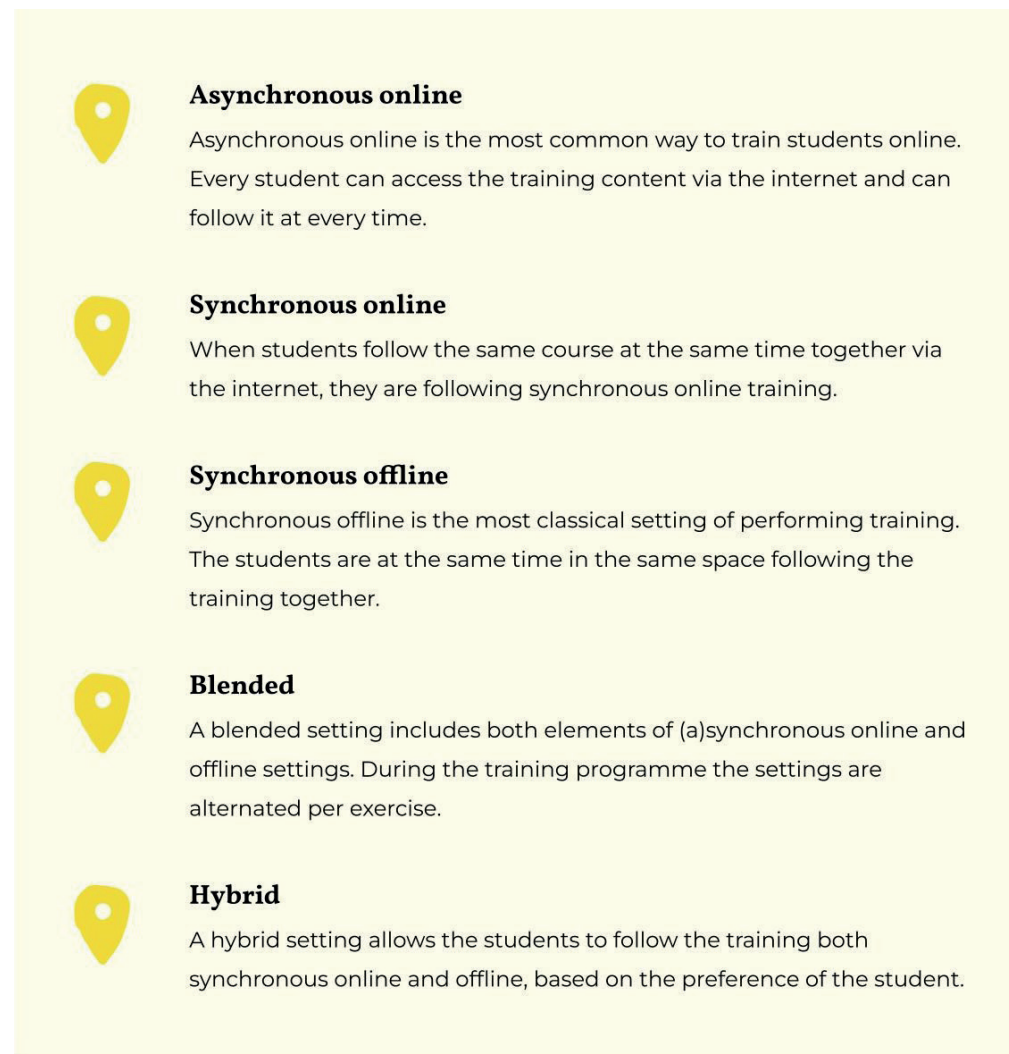 Asynchronous online
Asynchronous online is the most common way to train students online.
Every student can access the training content via the internet and can
follow it at every time.
Synchronous online
When students follow the same course at the same time together via
the internet, they are following synchronous online training.
Synchronous offline
Synchronous offline is the most classical setting of performing training.
The students are at the same time in the same space following the
training together.
Blended
A blended setting includes both elements of (a)synchronous online and
offline settings. During the training programme the settings are
alternated per exercise.
Hybrid
A hybrid setting allows the students to follow the training both
synchronous online and offline, based on the preference of the student.